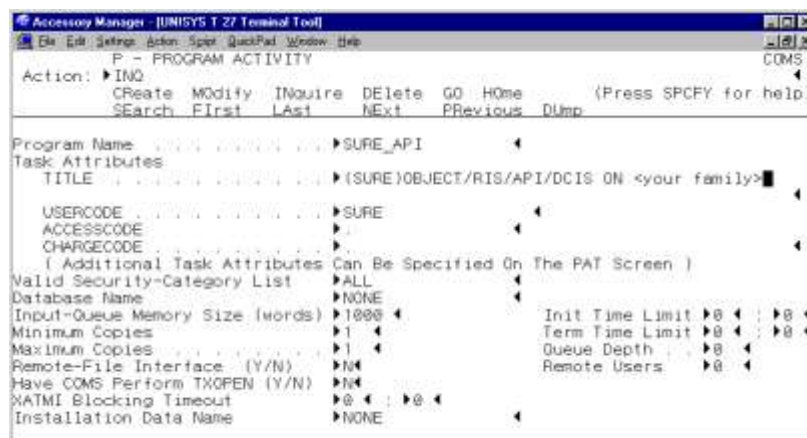 Accessory Manager - [UNISYS T 27 Terminal Tool]
File Edit Settings Action Script QuickPad Window Help
P - PROGRAM ACTIVITY COMS
Action: INQ
CReate MOdify INquire DElete GO HOme (Press SPCFY for help)
SEarch FIrst LAst NExt PRevious DUmp
Program Name . . . . . . . . . . . SURE_API
Task Attributes
TITLE . . . . . . . . . . . . . (SURE)OBJECT/RIS/API/DCIS ON <your family>
USERCODE . . . . . . . . . . . SURE
ACCESSCODE . . . . . . . . . . .
CHARGECODE . . . . . . . . . . .
( Additional Task Attributes Can Be Specified On The PAT Screen )
Valid Security-Category List ALL
Database Name NONE
Input-Queue Memory Size (words) 1000 Init Time Limit 0 : 0
Minimum Copies 1 Term Time Limit 0 : 0
Maximum Copies . . . . . . . . . 1 Queue Depth . . 0
Remote-File Interface (Y/N) N Remote Users 0
Have COMS Perform TXOPEN (Y/N) N
XATMI Blocking Timeout 0 : 0
Installation Data Name NONE